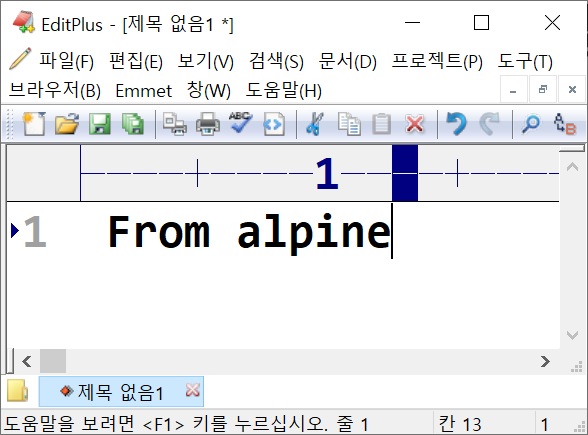 EditPlus - [제목 없음1 *]
파일(F) 편집(E) 보기(V) 검색(S) 문서(D) 프로젝트(P) 도구(T)
브라우저(B) Emmet 창(W) 도움말(H)
ABC
A B
1
1 From alpine
제목 없음1
도움말을 보려면 <F1> 키를 누르십시오. 줄 1 칸 13 1